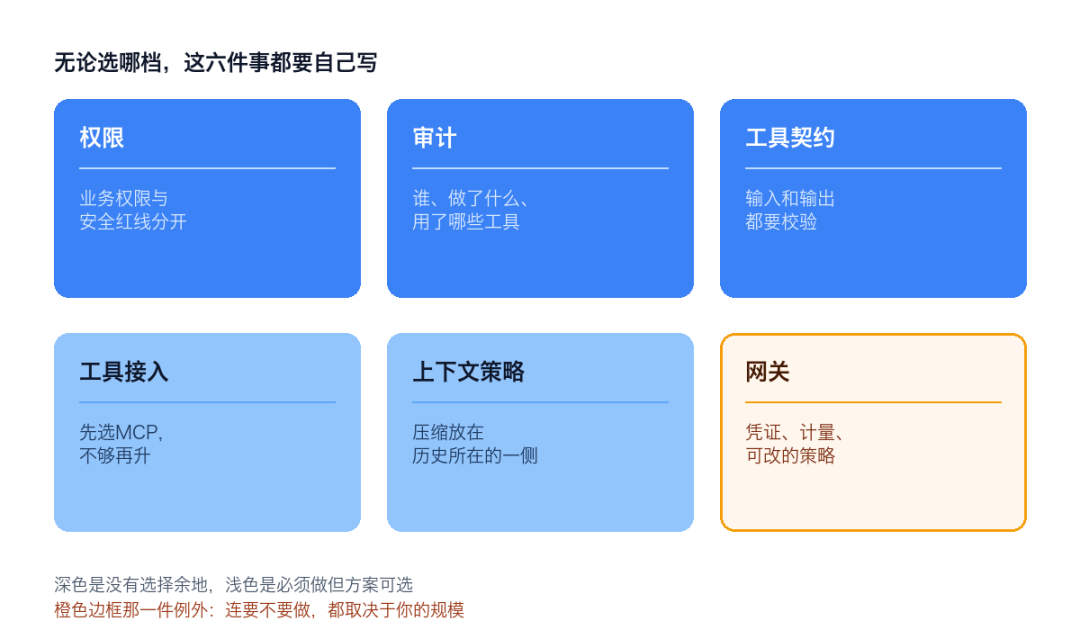 无论选哪档，这六件事都要自己写
权限
业务权限与
安全红线分开
审计
谁、做了什么、
用了哪些工具
工具契约
输入和输出
都要校验
工具接入
先选MCP，
不够再升
上下文策略
压缩放在
历史所在的一侧
网关
凭证、计量、
可改的策略
深色是没有选择余地，浅色是必须做但方案可选
橙色边框那一件例外：连要不要做，都取决于你的规模